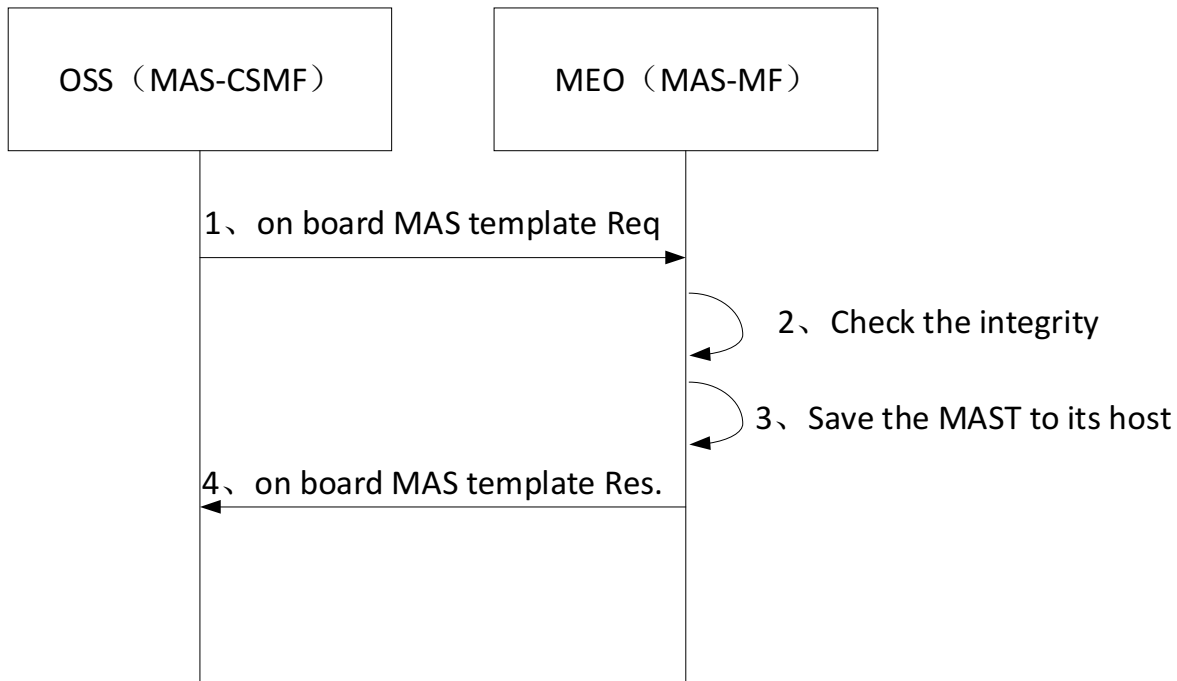 OSS（MAS-CSMF）
MEO（MAS-MF）
1、on board MAS template Req
2、Check the integrity
3、Save the MAST to its host
4、on board MAS template Res.